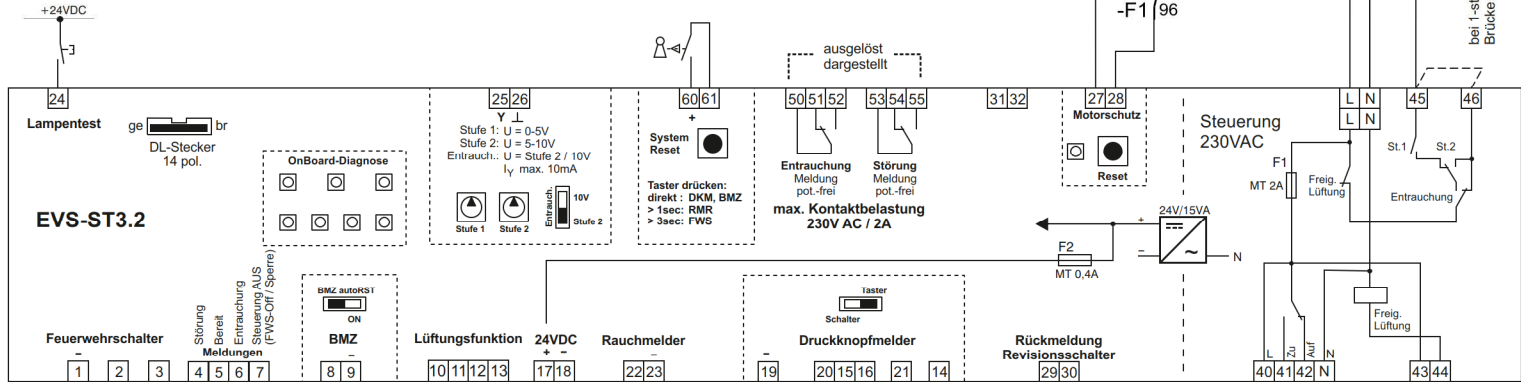 +24VDC
-F1
96
bei 1-st
Brücke
ausgelöst
dargestellt
24
25 26
60 61
50 51 52
53 54 55
31 32
27 28
L N
L N
45
46
Lampentest
ge
br
DL-Stecker
14 pol.
OnBoard-Diagnose
EVS-ST3.2
Y ⊥
Stufe 1: U = 0-5V
Stufe 2: U = 5-10V
Entrauch.: U = Stufe 2 / 10V
IY max. 10mA
Stufe 1
Stufe 2
Entrauch.
10V
Stufe 2
+
System
Reset
Taster drücken:
direkt : DKM, BMZ
> 1sec: RMR
> 3sec: FWS
Entrauchung
Meldung
pot.-frei
Störung
Meldung
pot.-frei
max. Kontaktbelastung
230V AC / 2A
Motorschutz
Reset
Steuerung
230VAC
F1
MT 2A
Freig.
Lüftung
St.1
St.2
Entrauchung
24V/15VA
+
–
~
N
F2
MT 0,4A
Feuerwehrschalter
–
1 2 3
Störung
Bereit
Entrauchung
Steuerung AUS
(FWS-Off / Sperre)
Meldungen
4 5 6 7
BMZ autoRST
ON
BMZ
–
8 9
Lüftungsfunktion
10 11 12 13
24VDC
+ –
17 18
Rauchmelder
–
22 23
Taster
Schalter
Druckknopfmelder
–
19
20 15 16
21
14
Rückmeldung
Revisionsschalter
29 30
Freig.
Lüftung
L
Zu
Auf
N
40 41 42 N
43 44